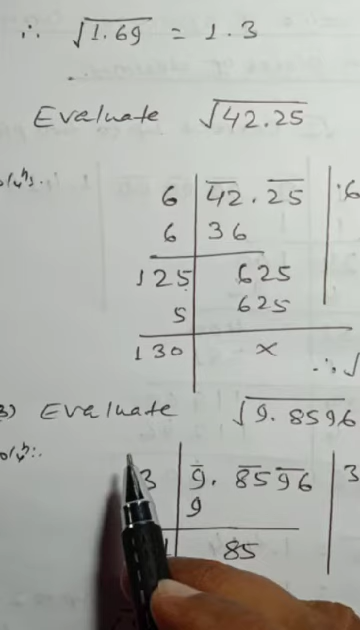 ∴ √1.69 = 1.3
Evaluate √42.25
6 | 42.25 | 6
6 | 36
125 | 625
5 | 625
130 | ×
∴ √
3) Evaluate √9.8596
3 | 9.8596 | 3
9
85